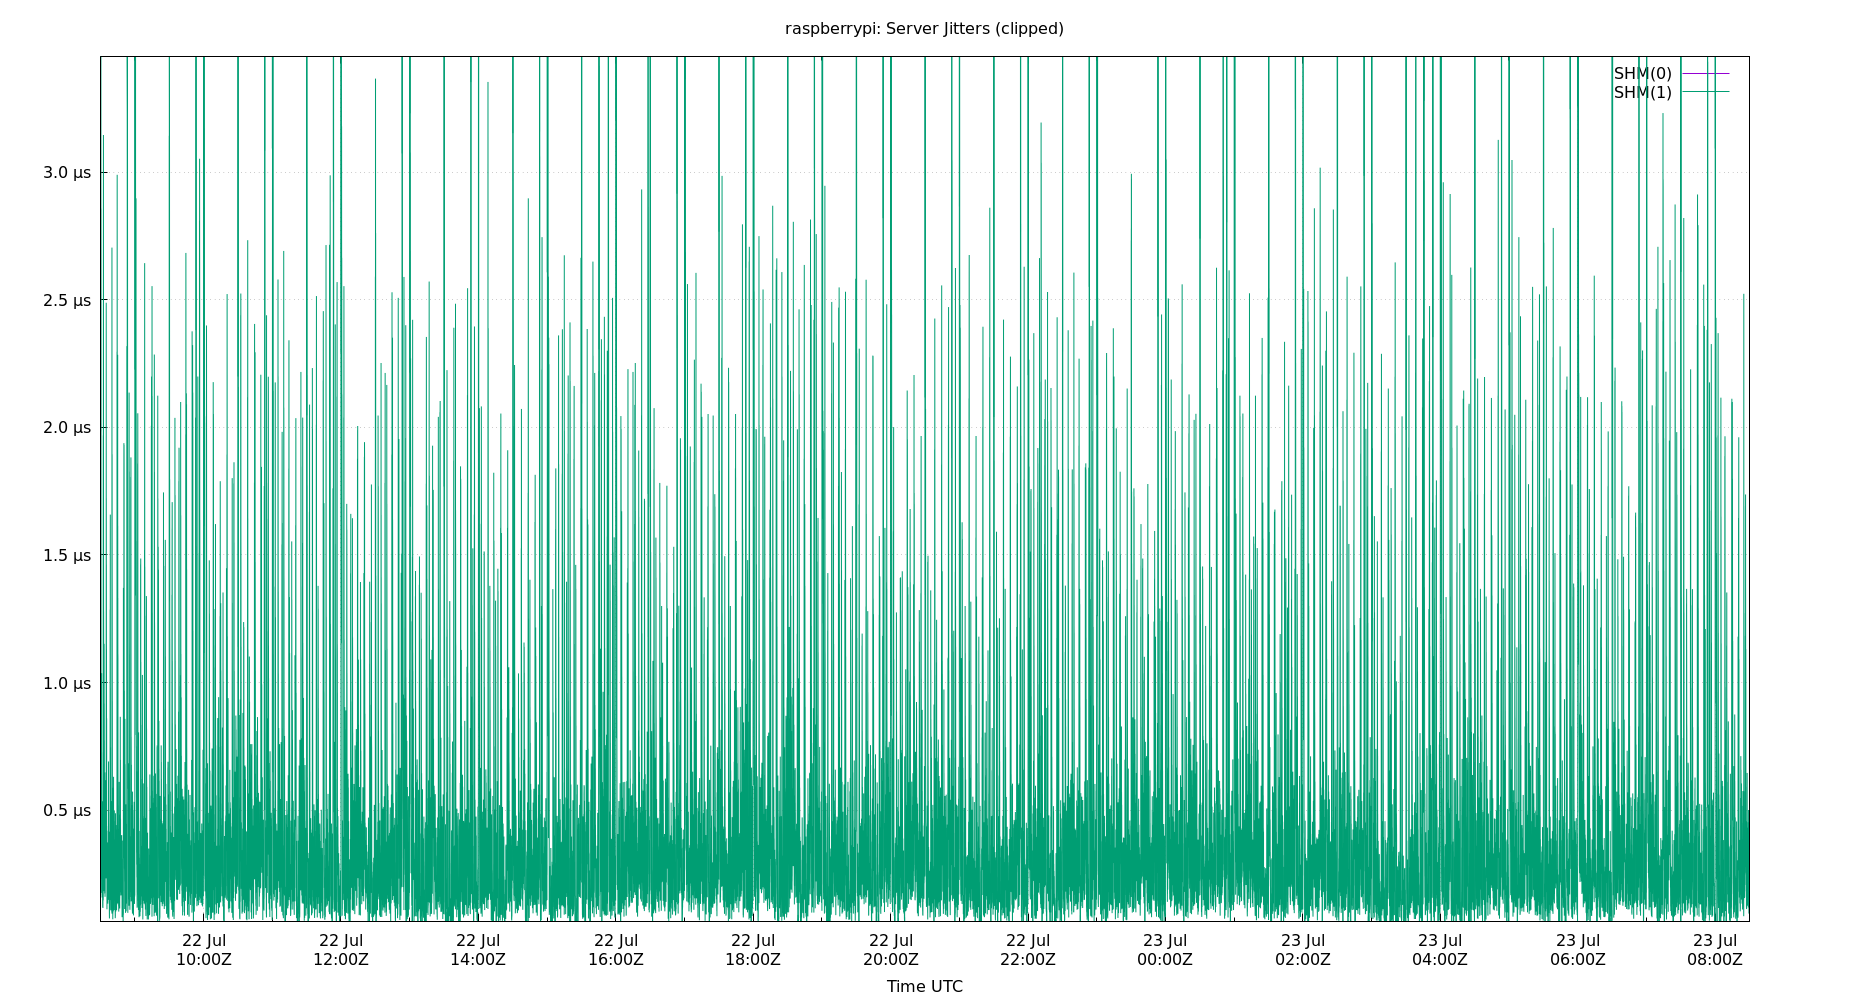 raspberrypi: Server Jitters (clipped)
SHM(0)
SHM(1)
3.0 µs
2.5 µs
2.0 µs
1.5 µs
1.0 µs
0.5 µs
22 Jul 22 Jul 22 Jul 22 Jul 22 Jul 22 Jul 22 Jul 23 Jul 23 Jul 23 Jul 23 Jul 23 Jul
10:00Z 12:00Z 14:00Z 16:00Z 18:00Z 20:00Z 22:00Z 00:00Z 02:00Z 04:00Z 06:00Z 08:00Z
Time UTC